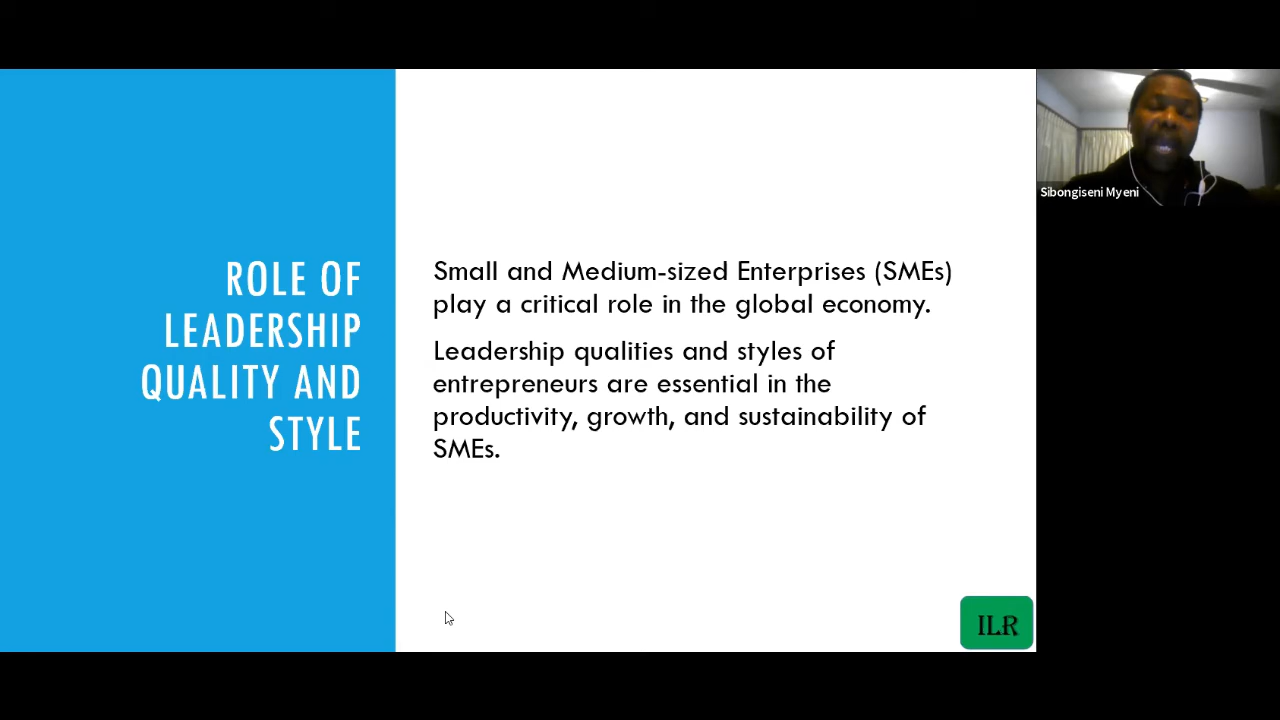 ROLE OF
LEADERSHIP
QUALITY AND
STYLE
Small and Medium-sized Enterprises (SMEs)
play a critical role in the global economy.
Leadership qualities and styles of
entrepreneurs are essential in the
productivity, growth, and sustainability of
SMEs.
ILR
Sibongiseni Myeni